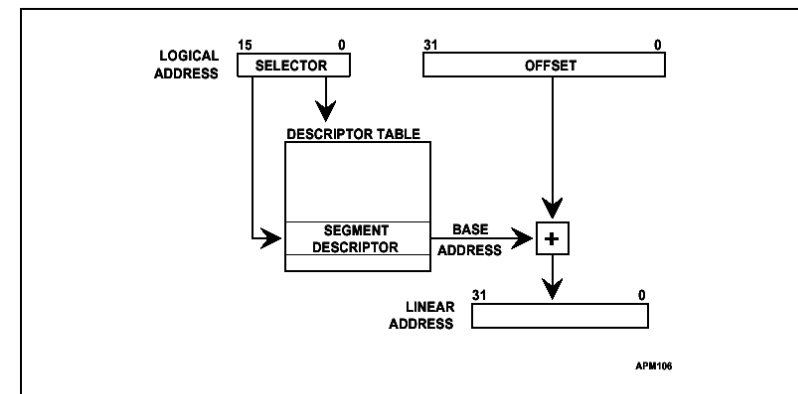 15 0
31 0
LOGICAL
ADDRESS
SELECTOR
OFFSET
DESCRIPTOR TABLE
SEGMENT
DESCRIPTOR
BASE
ADDRESS
+
31 0
LINEAR
ADDRESS
APM106